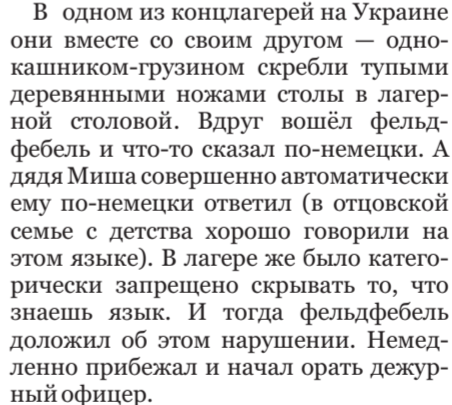 В одном из концлагерей на Украине
они вместе со своим другом — одно-
кашником-грузином скребли тупыми
деревянными ножами столы в лагер-
ной столовой. Вдруг вошёл фельд-
фебель и что-то сказал по-немецки. А
дядя Миша совершенно автоматически
ему по-немецки ответил (в отцовской
семье с детства хорошо говорили на
этом языке). В лагере же было катего-
рически запрещено скрывать то, что
знаешь язык. И тогда фельдфебель
доложил об этом нарушении. Немед-
ленно прибежал и начал орать дежур-
ный офицер.